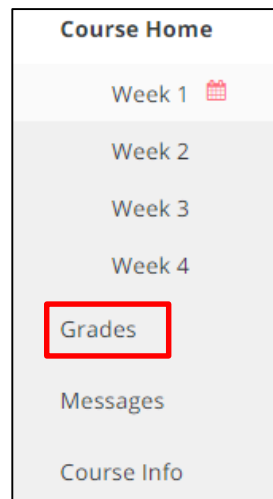 Course Home
Week 1
Week 2
Week 3
Week 4
Grades
Messages
Course Info